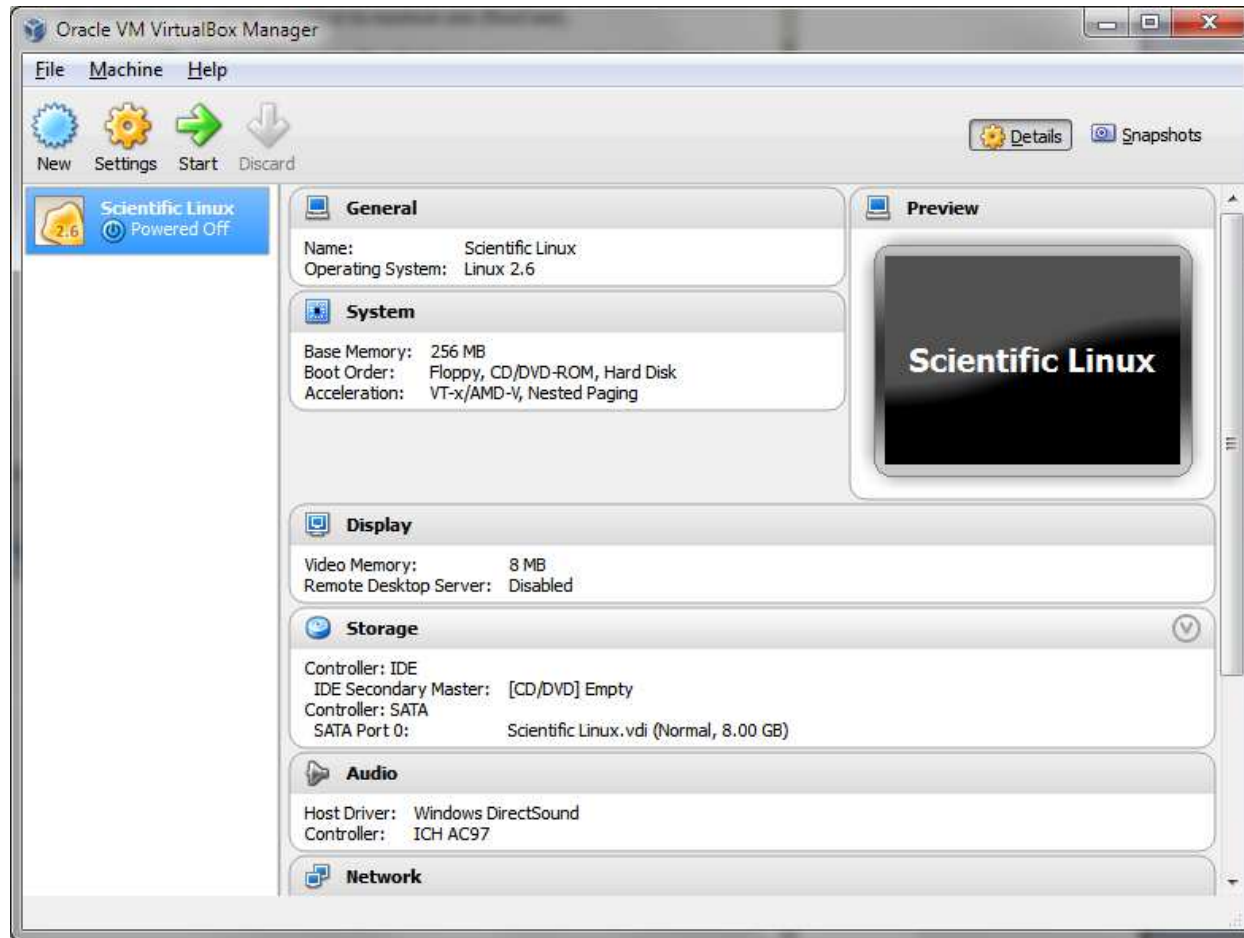 Oracle VM VirtualBox Manager
File Machine Help
New Settings Start Discard
Details Snapshots
2.6
Scientific Linux
Powered Off
General
Name: Scientific Linux
Operating System: Linux 2.6
System
Base Memory: 256 MB
Boot Order: Floppy, CD/DVD-ROM, Hard Disk
Acceleration: VT-x/AMD-V, Nested Paging
Preview
Scientific Linux
Display
Video Memory: 8 MB
Remote Desktop Server: Disabled
Storage
Controller: IDE
IDE Secondary Master: [CD/DVD] Empty
Controller: SATA
SATA Port 0: Scientific Linux.vdi (Normal, 8.00 GB)
Audio
Host Driver: Windows DirectSound
Controller: ICH AC97
Network